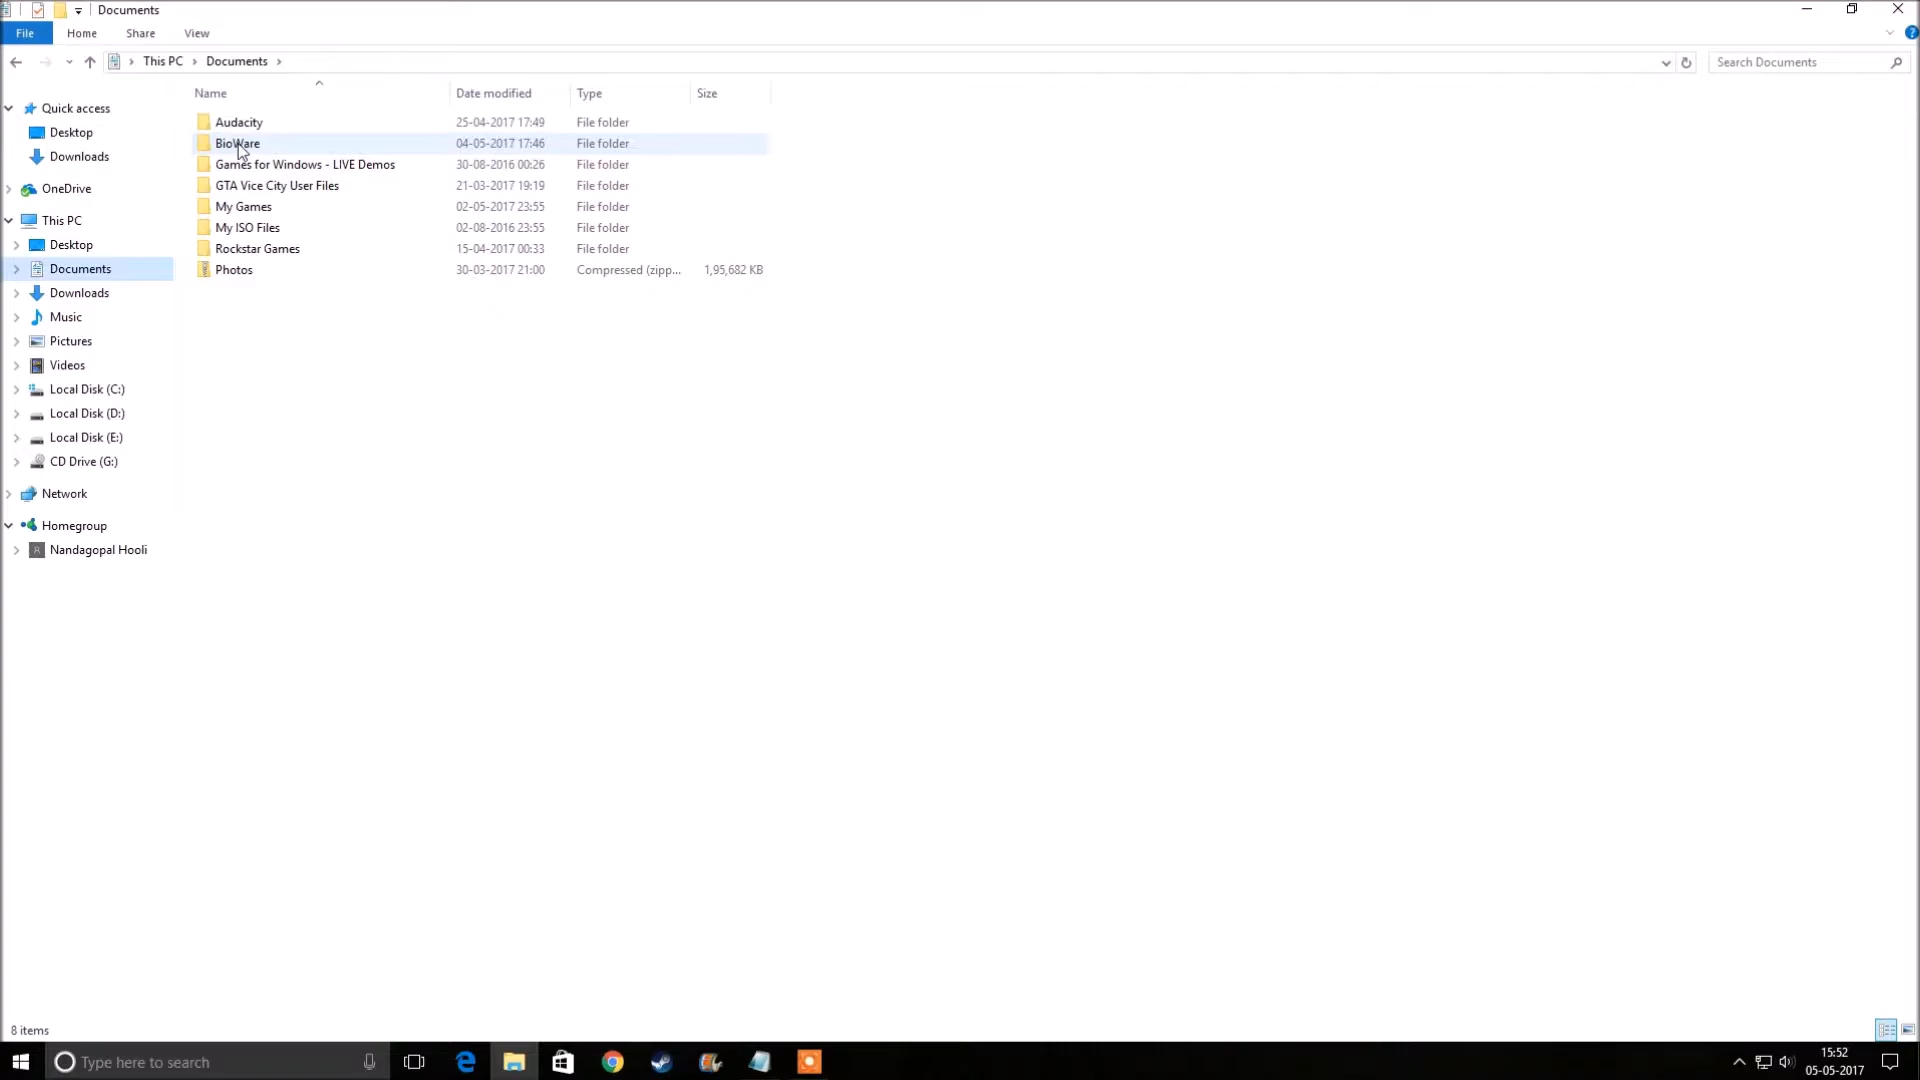 Documents
File Home Share View
This PC Documents
Search Documents
Name Date modified Type Size
Quick access
Desktop
Downloads
OneDrive
This PC
Desktop
Documents
Downloads
Music
Pictures
Videos
Local Disk (C:)
Local Disk (D:)
Local Disk (E:)
CD Drive (G:)
Network
Homegroup
Nandagopal Hooli
Audacity 25-04-2017 17:49 File folder
BioWare 04-05-2017 17:46 File folder
Games for Windows - LIVE Demos 30-08-2016 00:26 File folder
GTA Vice City User Files 21-03-2017 19:19 File folder
My Games 02-05-2017 23:55 File folder
My ISO Files 02-08-2016 23:55 File folder
Rockstar Games 15-04-2017 00:33 File folder
Photos 30-03-2017 21:00 Compressed (zipp... 1,95,682 KB
8 items
Type here to search
15:52
05-05-2017